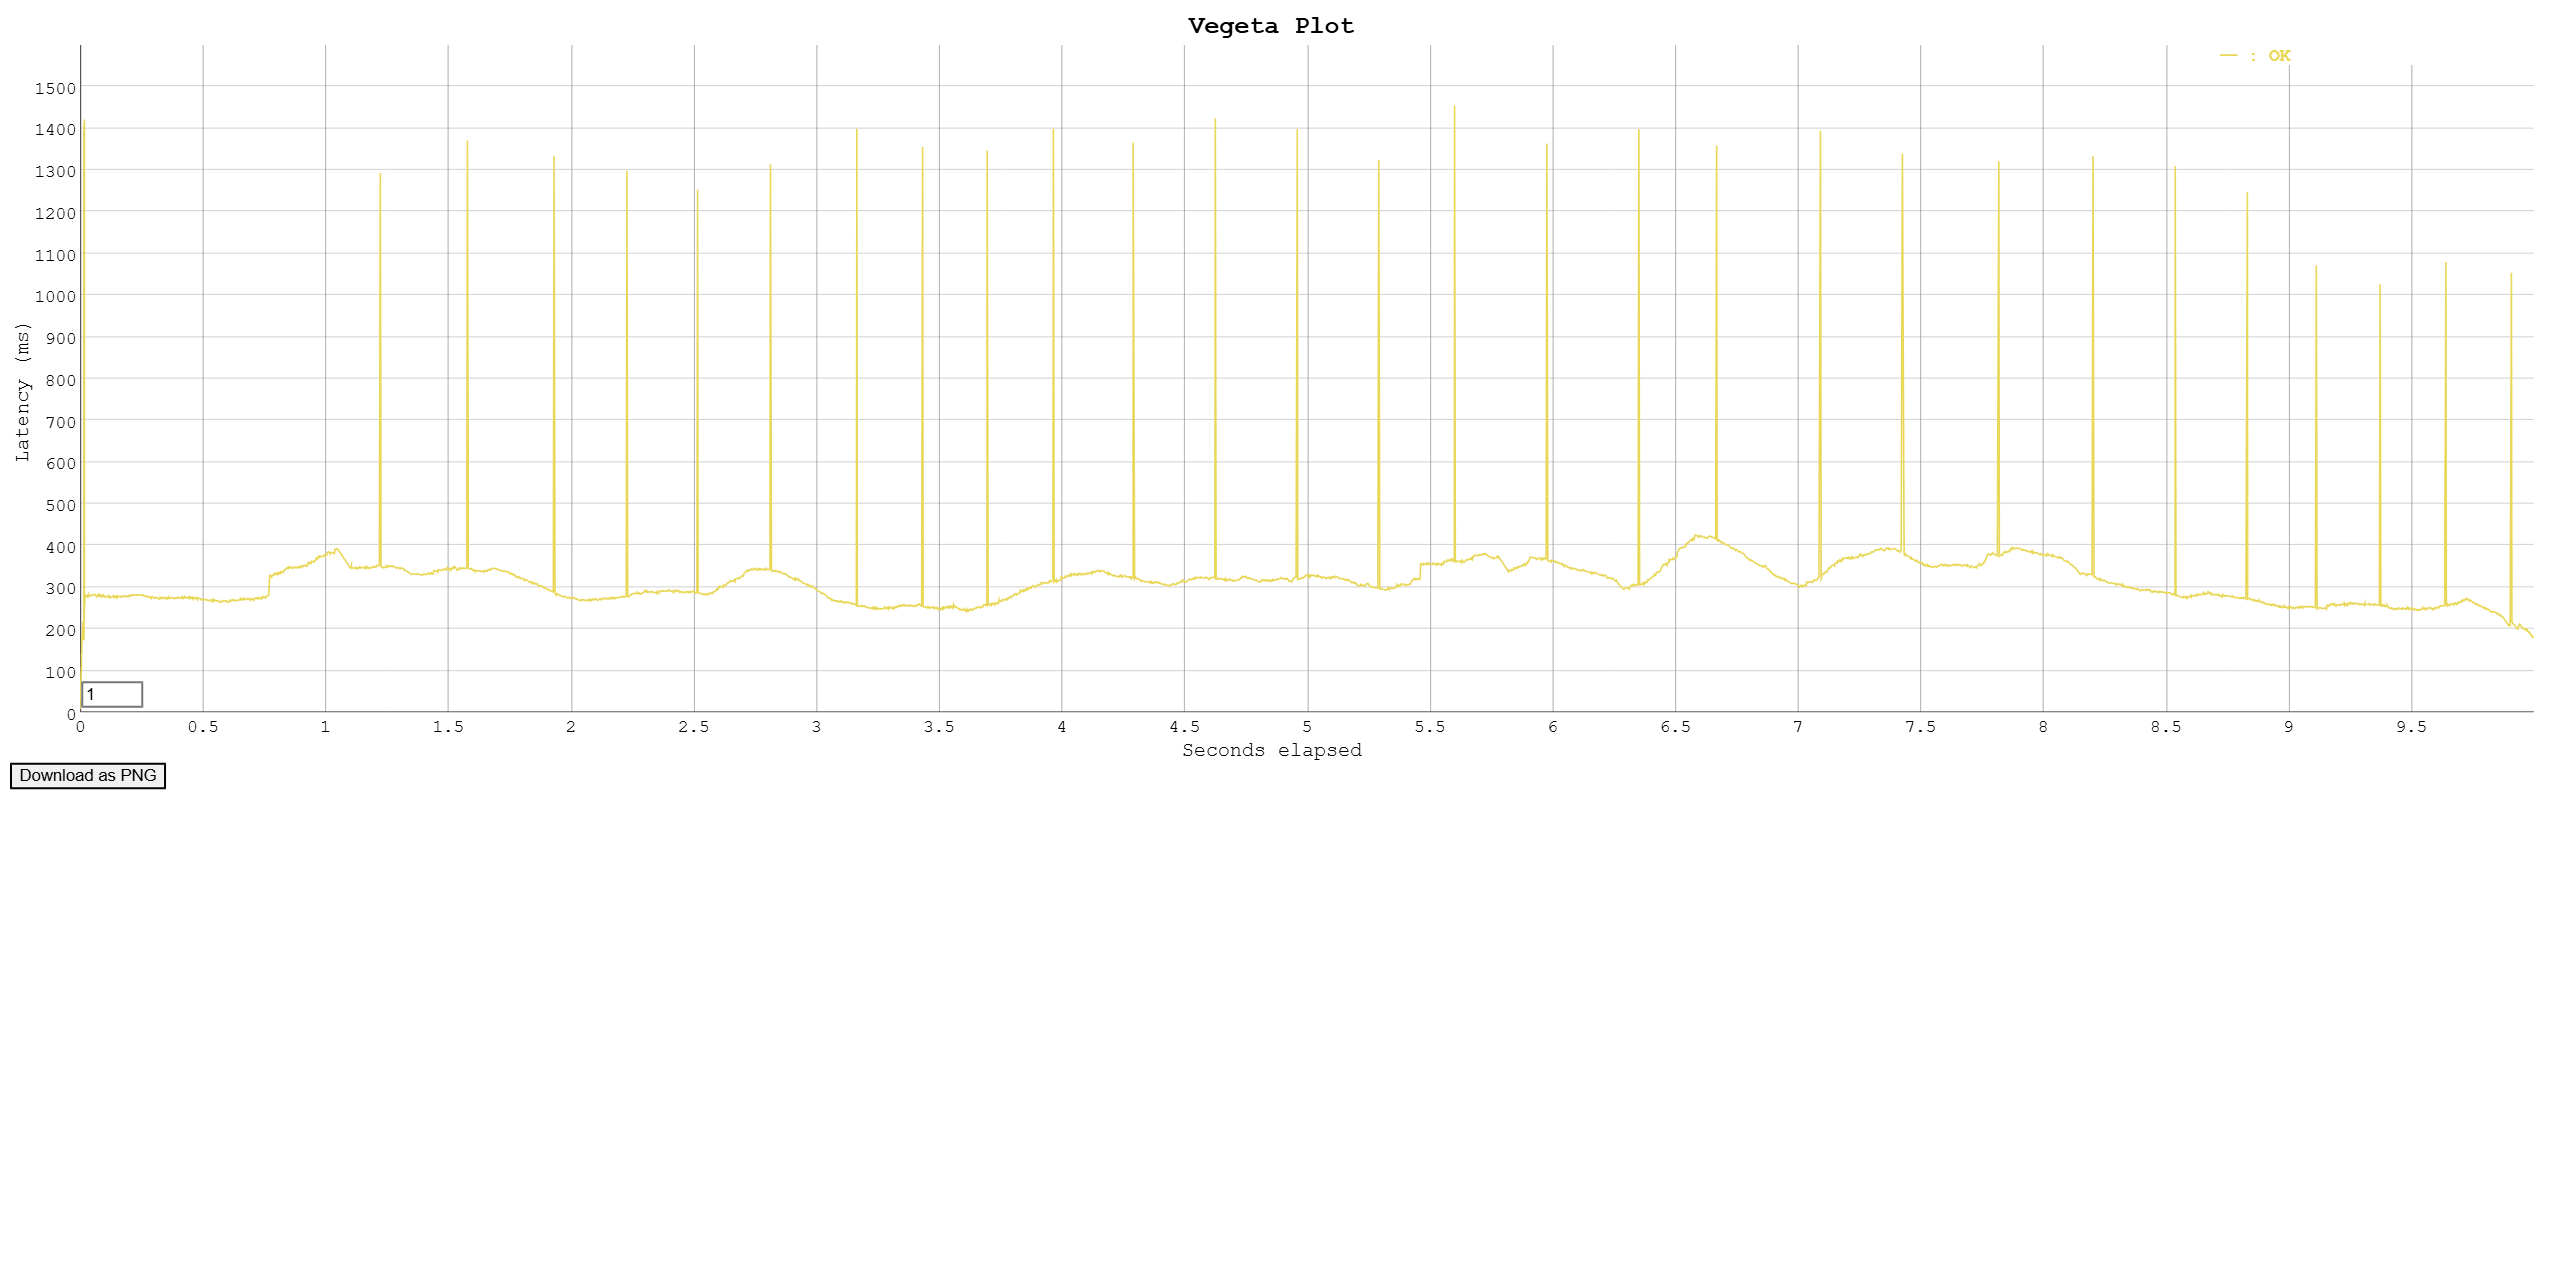 Vegeta Plot
— : OK
1500
1400
1300
1200
1100
1000
900
800
700
600
500
400
300
200
100
0
Latency (ms)
1
0 0.5 1 1.5 2 2.5 3 3.5 4 4.5 5 5.5 6 6.5 7 7.5 8 8.5 9 9.5
Seconds elapsed
Download as PNG